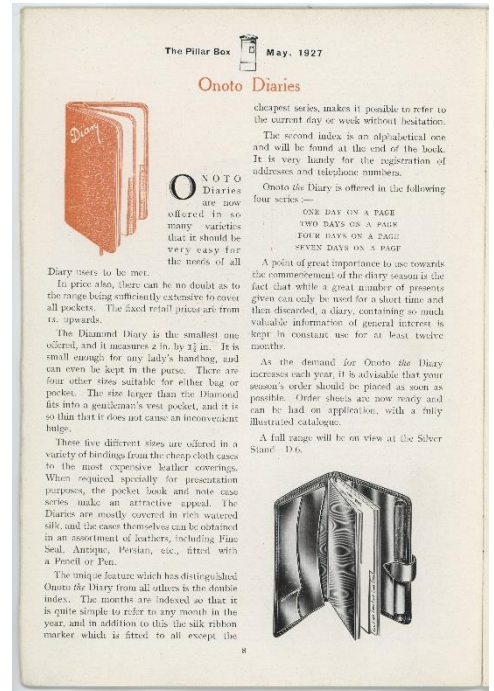 The Pillar Box May. 1927
Onoto Diaries
Diary
ONOTO
Diaries
are now
offered in so
many varieties
that it should be
very easy for
the needs of all
Diary users to be met.
In price also, there can be no doubt as to
the range being sufficiently extensive to cover
all pockets. The fixed retail prices are from
1s. upwards.
The Diamond Diary is the smallest one
offered, and it measures 2 in. by in. It is
small enough for any lady's handbag, and
can even be kept in the purse. There are
four other sizes suitable for either bag or
pocket. The size larger than the Diamond
fits into a gentleman's vest pocket, and it is
so thin that it does not cause an inconvenient
bulge.
These five different sizes are offered in a
variety of bindings from the cheap cloth cases
to the most expensive leather coverings.
When required specially for presentation
purposes, the pocket book and note case
series make an attractive appeal. The
Diaries are mostly covered in rich watered
silk, and the cases themselves can be obtained
in an assortment of leathers, including Fine
Seal, Antique, Persian, etc., fitted with
a Pencil or Pen.
The unique feature which has distinguished
Onoto the Diary from all others is the double
index. The months are indexed so that it
is quite simple to refer to any month in the
year, and in addition to this the silk ribbon
marker which is fitted to all except the
cheapest series, makes it possible to refer to
the current day or week without hesitation.
The second index is an alphabetical one
and will be found at the end of the book.
It is very handy for the registration of
addresses and telephone numbers.
Onoto the Diary is offered in the following
four series :—
ONE DAY ON A PAGE
TWO DAYS ON A PAGE
FOUR DAYS ON A PAGE
SEVEN DAYS ON A PAGE
A point of great importance to use towards
the commencement of the diary season is the
fact that while a great number of presents
given can only be used for a short time and
then discarded, a diary, containing so much
valuable information of general interest is
kept in constant use for at least twelve
months.
As the demand for Onoto the Diary
increases each year, it is advisable that your
season's order should be placed as soon as
possible. Order sheets are now ready and
can be had on application, with a fully
illustrated catalogue.
A full range will be on view at the Silver
Stand—D.6.
8